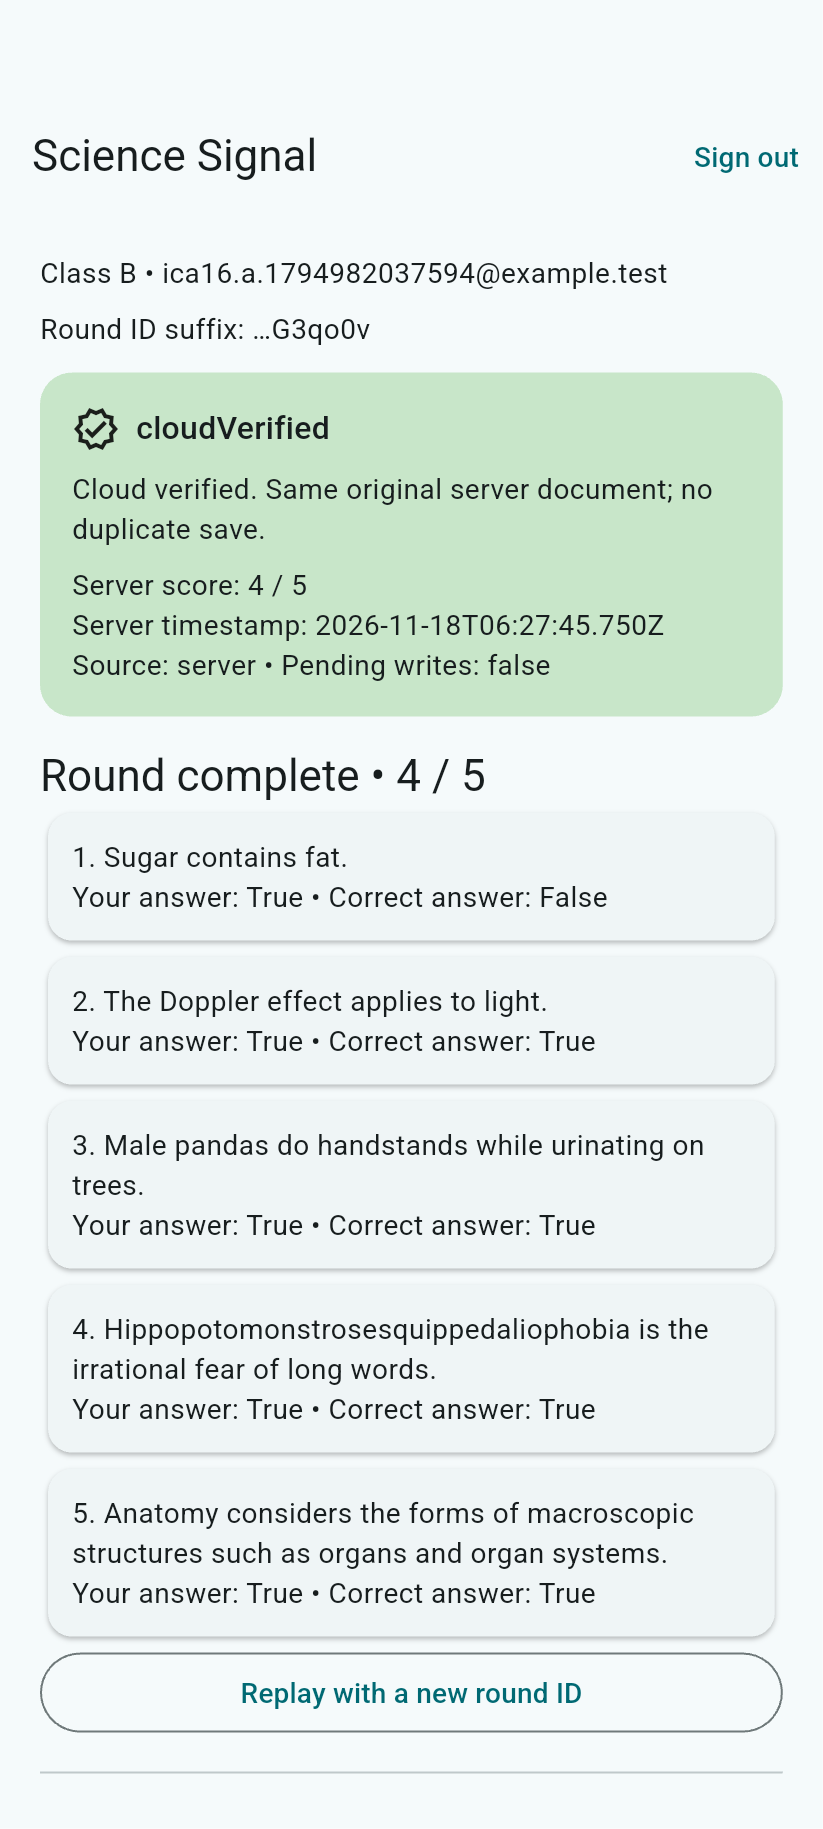 Science Signal
Sign out
Class B • ica16.a.1794982037594@example.test
Round ID suffix: …G3qo0v
cloudVerified
Cloud verified. Same original server document; no
duplicate save.
Server score: 4 / 5
Server timestamp: 2026-11-18T06:27:45.750Z
Source: server • Pending writes: false
Round complete • 4 / 5
1. Sugar contains fat.
Your answer: True • Correct answer: False
2. The Doppler effect applies to light.
Your answer: True • Correct answer: True
3. Male pandas do handstands while urinating on
trees.
Your answer: True • Correct answer: True
4. Hippopotomonstrosesquippedaliophobia is the
irrational fear of long words.
Your answer: True • Correct answer: True
5. Anatomy considers the forms of macroscopic
structures such as organs and organ systems.
Your answer: True • Correct answer: True
Replay with a new round ID